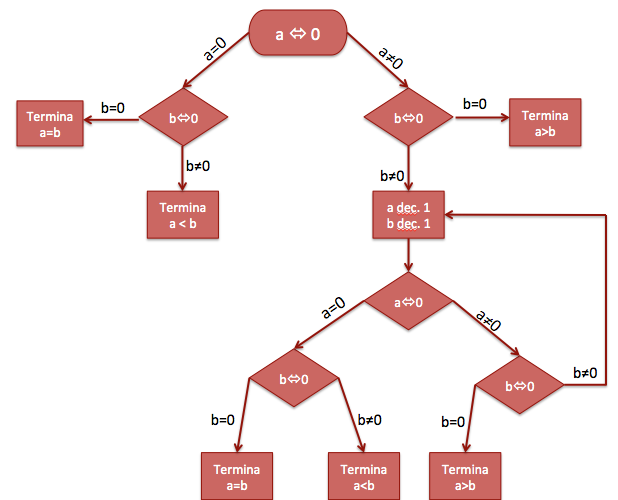 a ⇔ 0
a=0
a≠0
b=0
b=0
Termina
a=b
b⇔0
b⇔0
Termina
a>b
b≠0
b≠0
Termina
a < b
a dec. 1
b dec. 1
a⇔0
a=0
a≠0
b⇔0
b⇔0
b≠0
b=0
b≠0
b=0
Termina
a=b
Termina
a<b
Termina
a>b